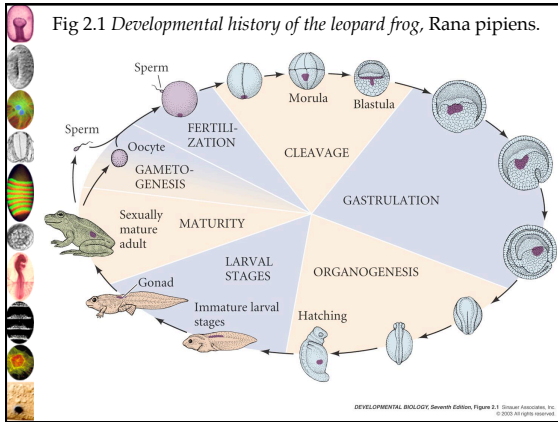 Fig 2.1 Developmental history of the leopard frog, Rana pipiens.
Sperm
Morula
Blastula
Sperm
FERTILI-
ZATION
Oocyte
CLEAVAGE
GAMETO-
GENESIS
GASTRULATION
Sexually
mature
adult
MATURITY
LARVAL
STAGES
ORGANOGENESIS
Gonad
Immature larval
stages
Hatching
DEVELOPMENTAL BIOLOGY, Seventh Edition, Figure 2.1 Sinauer Associates, Inc.
© 2003 All rights reserved.